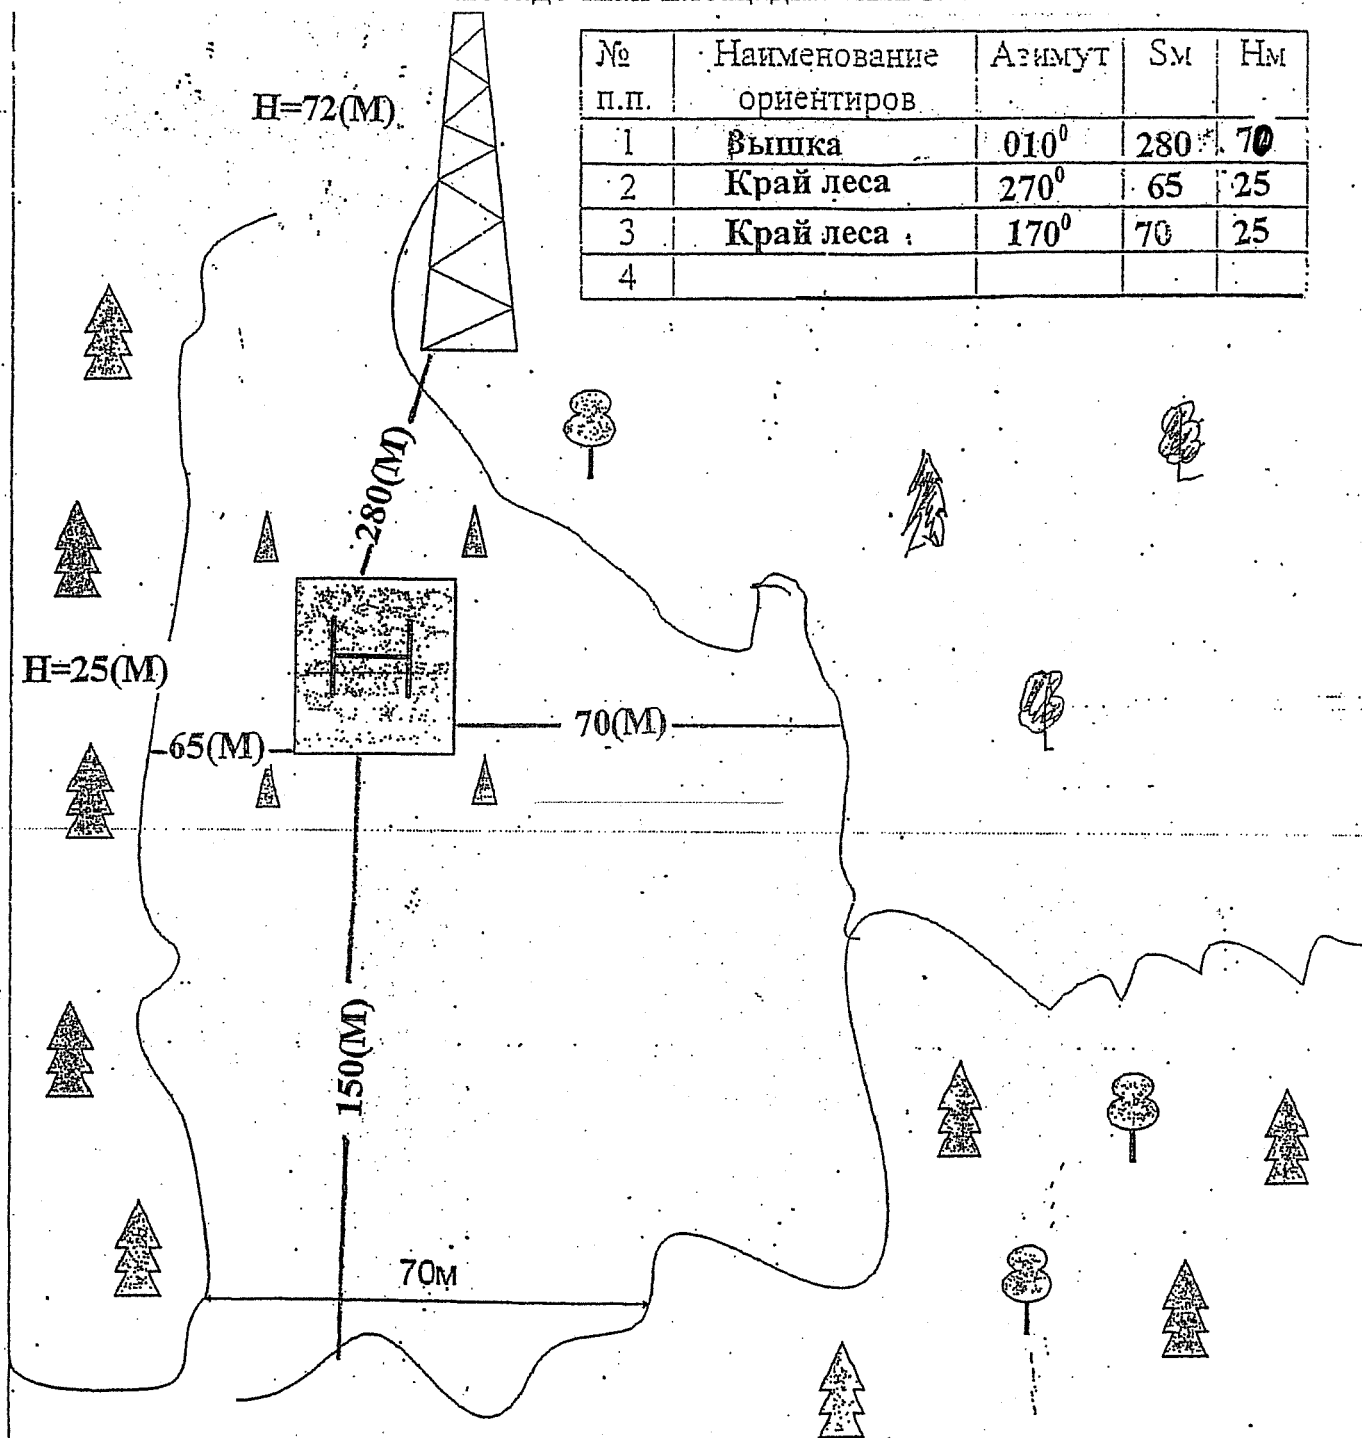 № Наименование Азимут Sм Hм
п.п. ориентиров
1 Вышка 010⁰ 280 70
2 Край леса 270⁰ 65 25
3 Край леса 170⁰ 70 25
4
H=72(М)
280(М)
H
H=25(М)
70(М)
65(М)
150(М)
70м